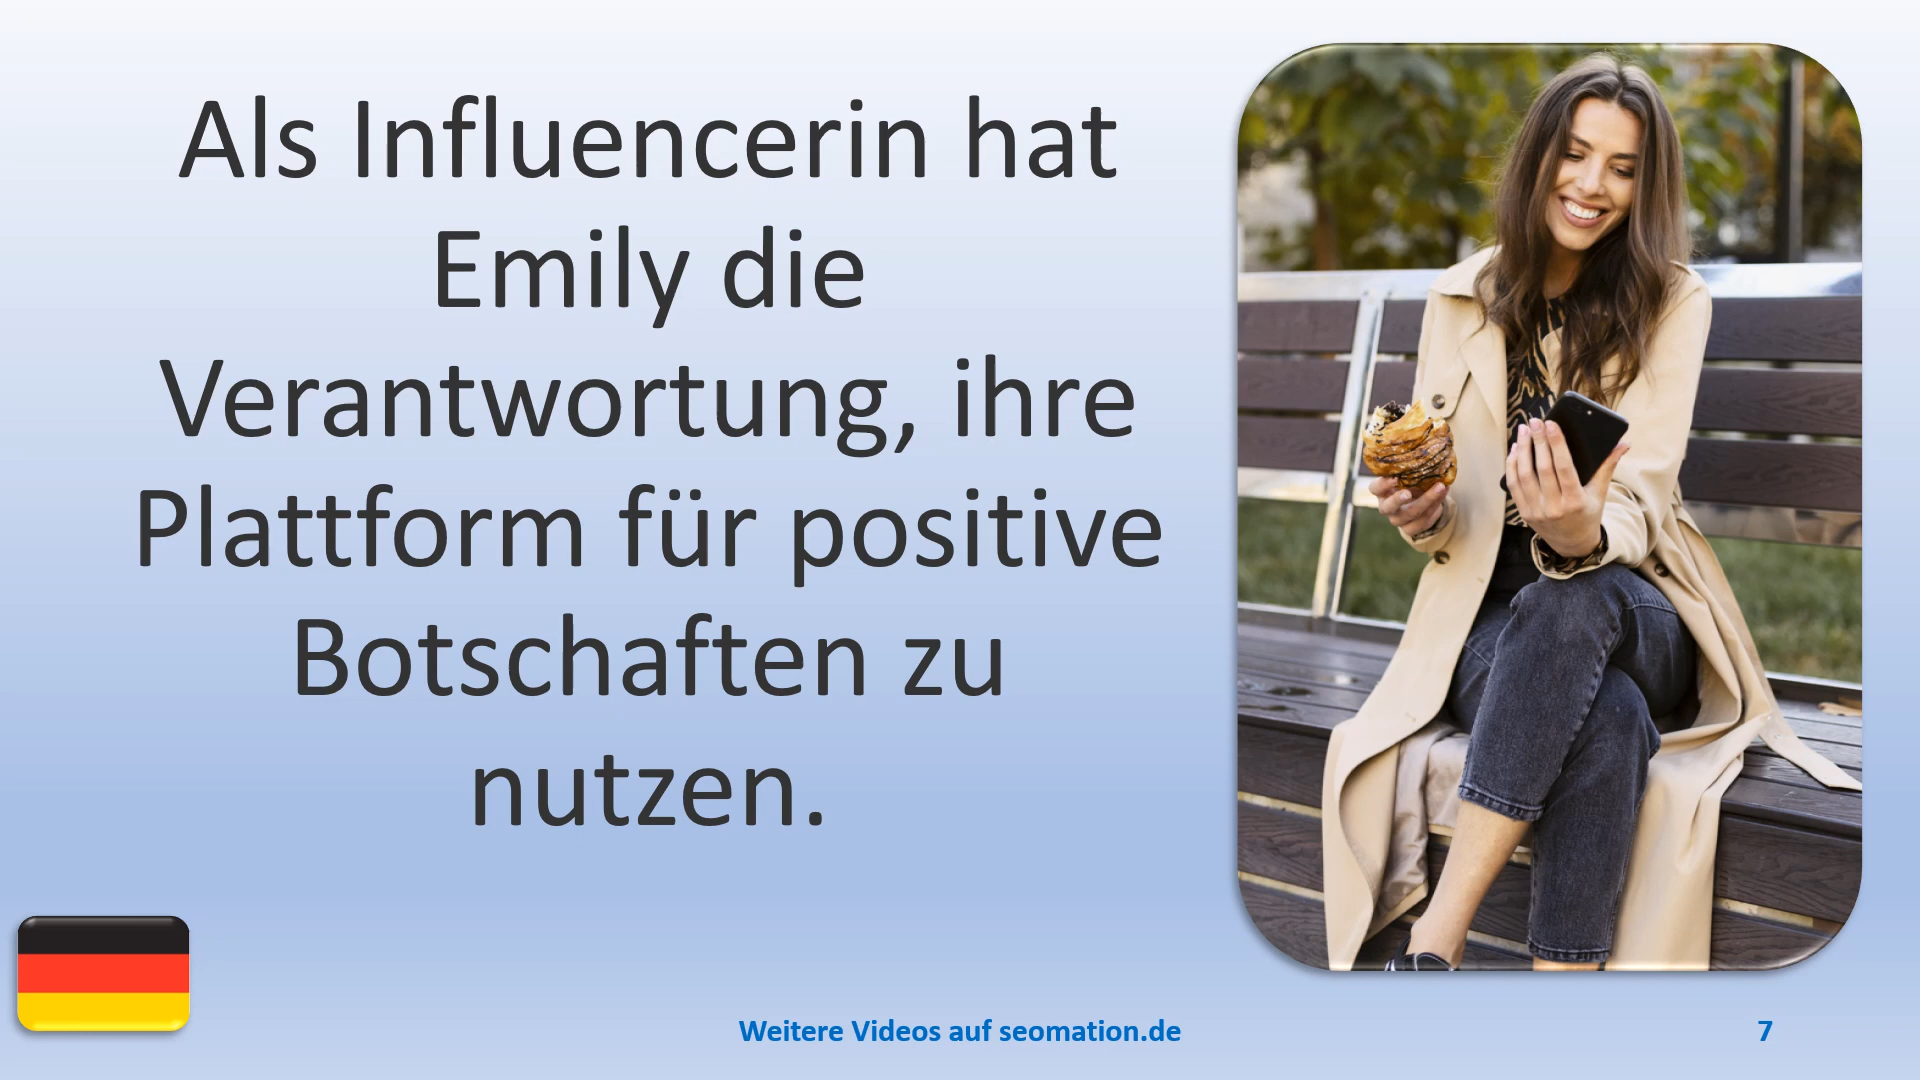 Als Influencerin hat
Emily die
Verantwortung, ihre
Plattform für positive
Botschaften zu
nutzen.
Weitere Videos auf seomation.de
7